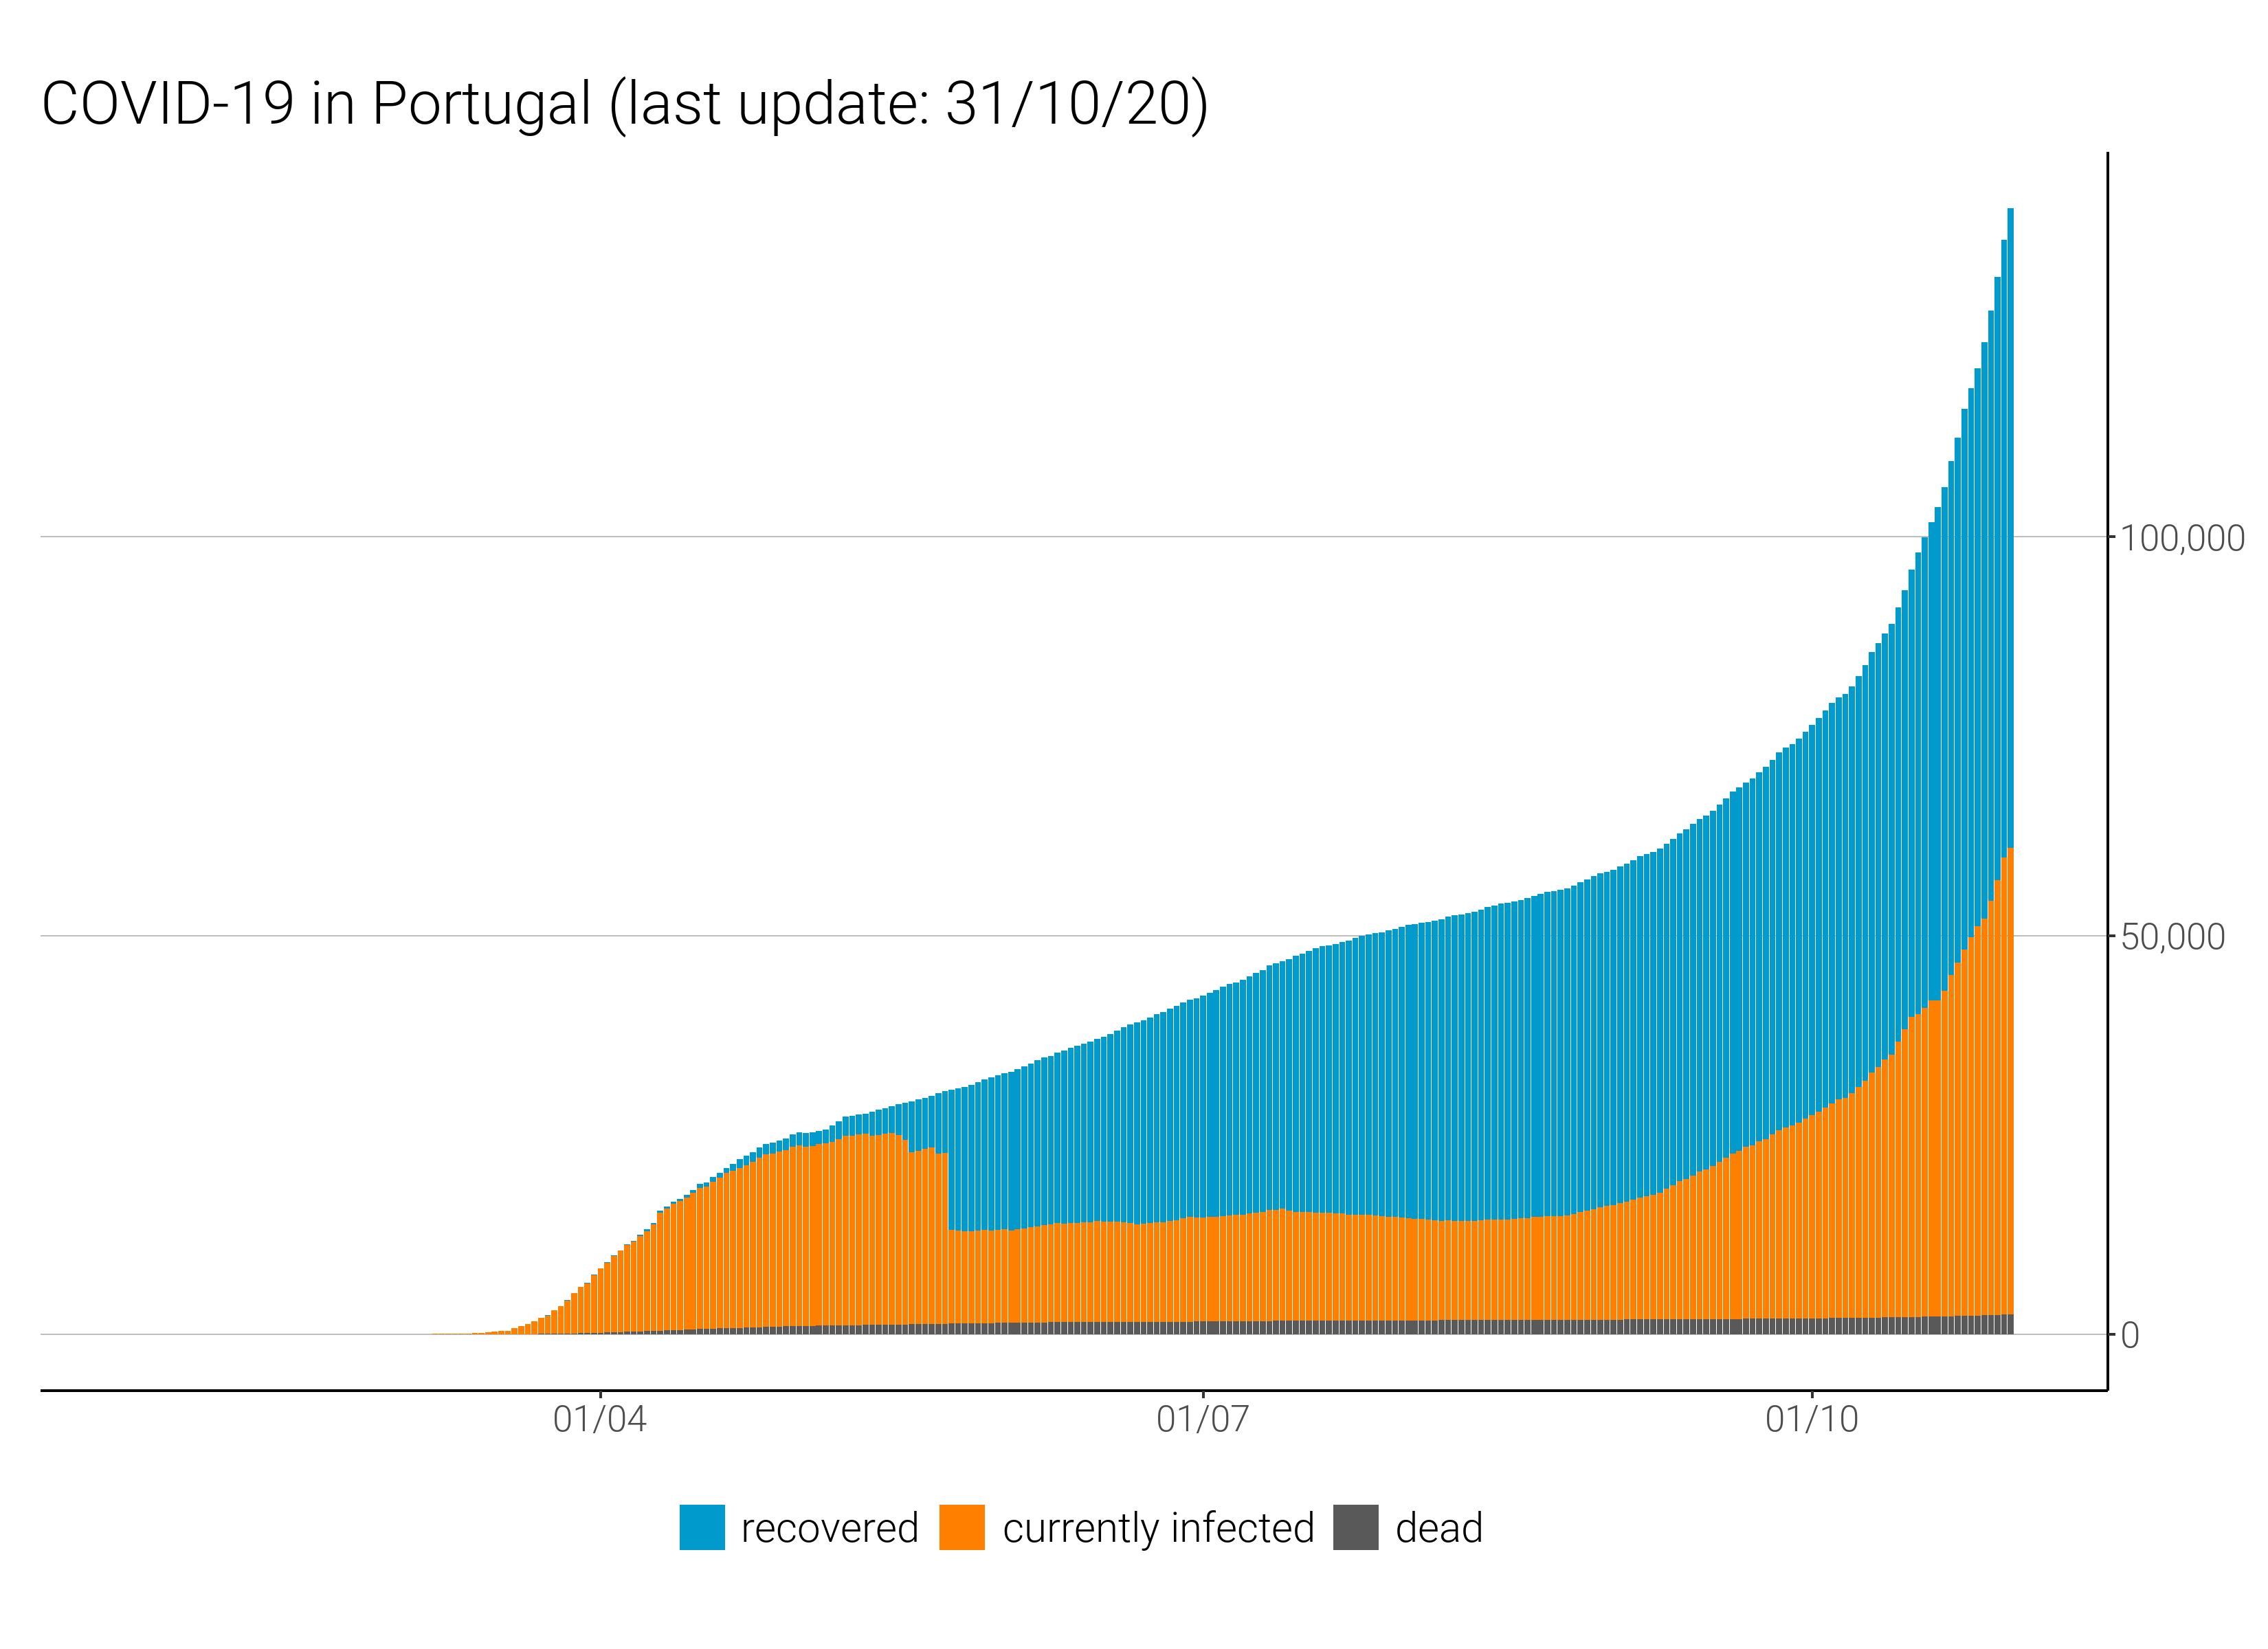 COVID-19 in Portugal (last update: 31/10/20)
100,000
50,000
0
01/04 01/07 01/10
recovered currently infected dead